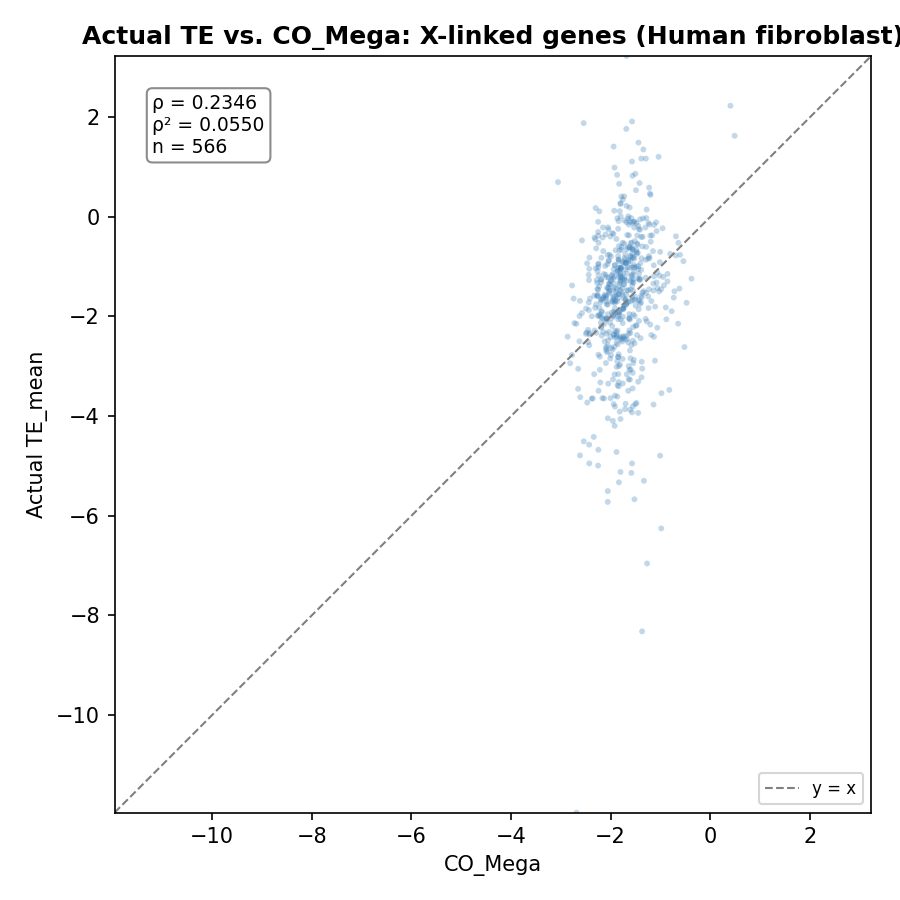 Actual TE vs. CO_Mega: X-linked genes (Human fibroblast)
ρ = 0.2346
ρ² = 0.0550
n = 566
2
0
−2
−4
−6
−8
−10
Actual TE_mean
y = x
−10
−8
−6
−4
−2
0
2
CO_Mega